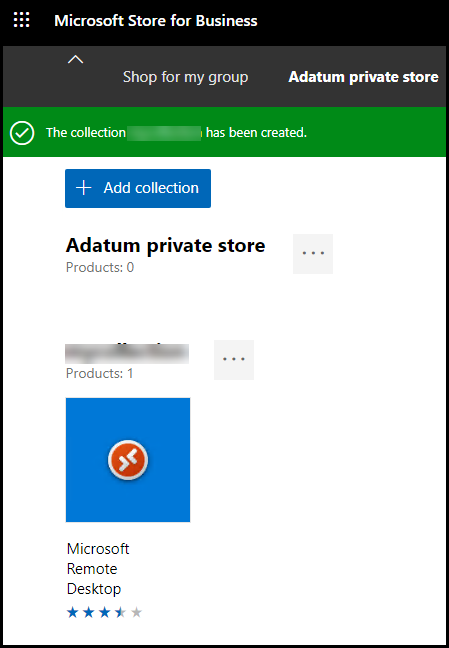 Microsoft Store for Business
Shop for my group
Adatum private store
The collection has been created.
Add collection
Adatum private store
Products: 0
Products: 1
Microsoft
Remote
Desktop